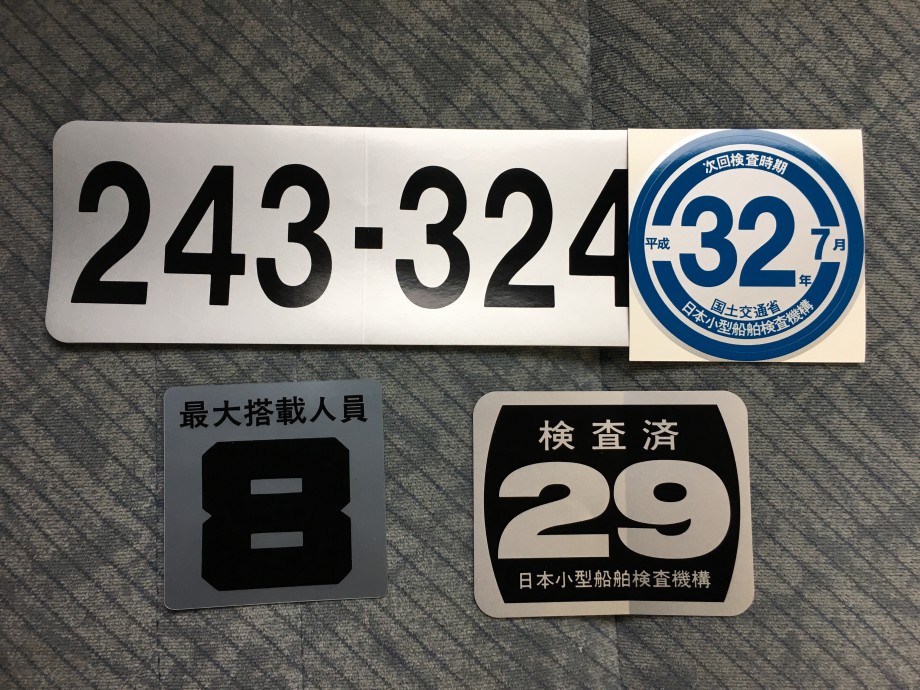 243-324
次回検査時期
平成 32年 7月
国土交通省
日本小型船舶検査機構
最大搭載人員
8
検査済
29
日本小型船舶検査機構